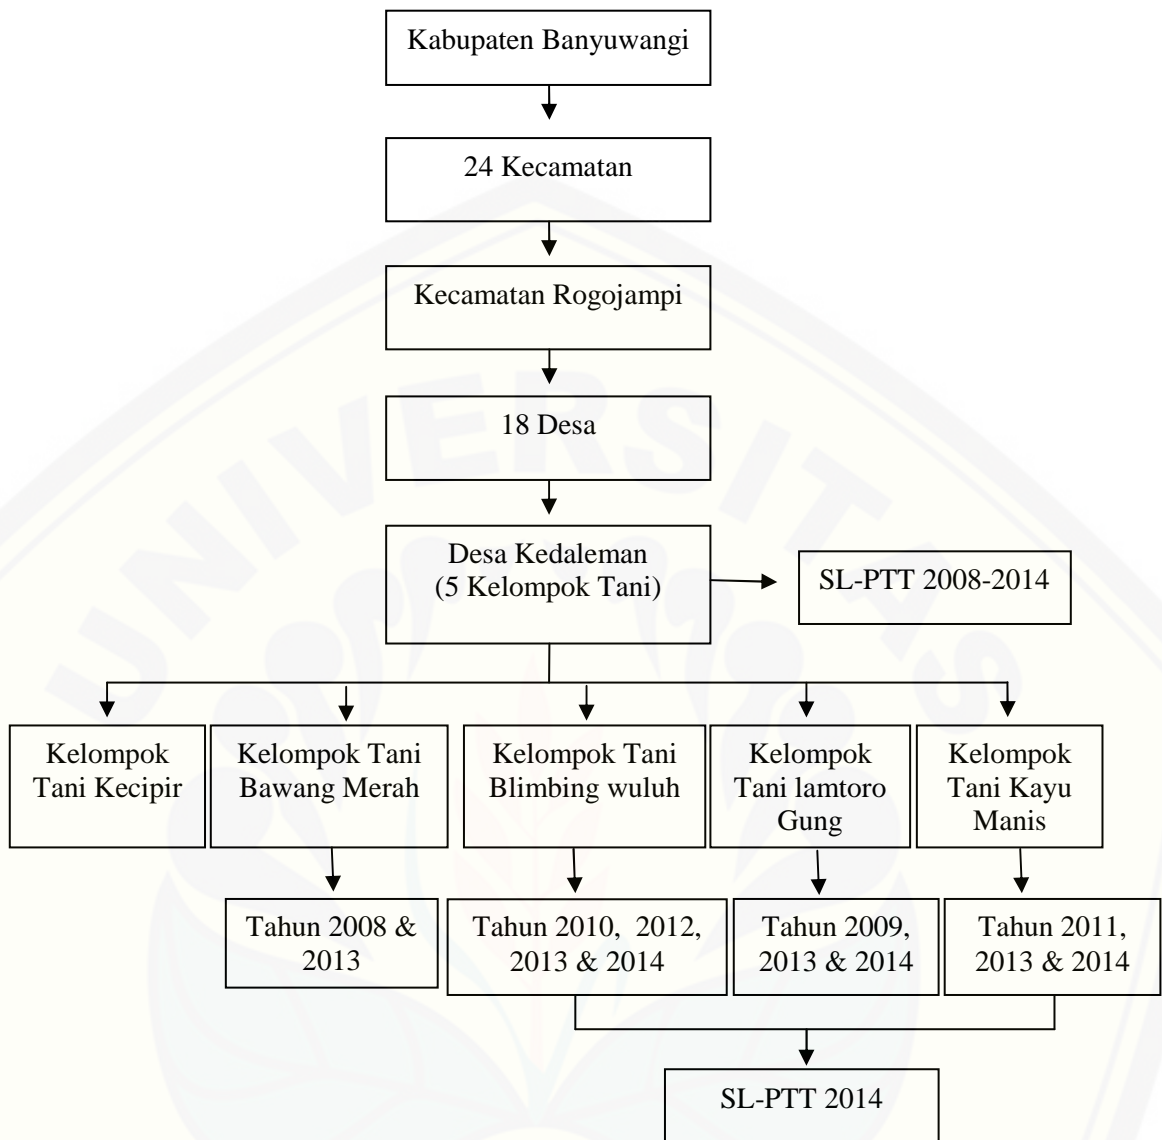 Kabupaten Banyuwangi
24 Kecamatan
Kecamatan Rogojampi
18 Desa
Desa Kedaleman
(5 Kelompok Tani)
SL-PTT 2008-2014
Kelompok
Tani Kecipir
Kelompok Tani
Bawang Merah
Kelompok Tani
Blimbing wuluh
Kelompok
Tani lamtoro
Gung
Kelompok
Tani Kayu
Manis
Tahun 2008 &
2013
Tahun 2010,  2012,
2013 & 2014
Tahun 2009,
2013 & 2014
Tahun 2011,
2013 & 2014
SL-PTT 2014
UNIVERSITAS